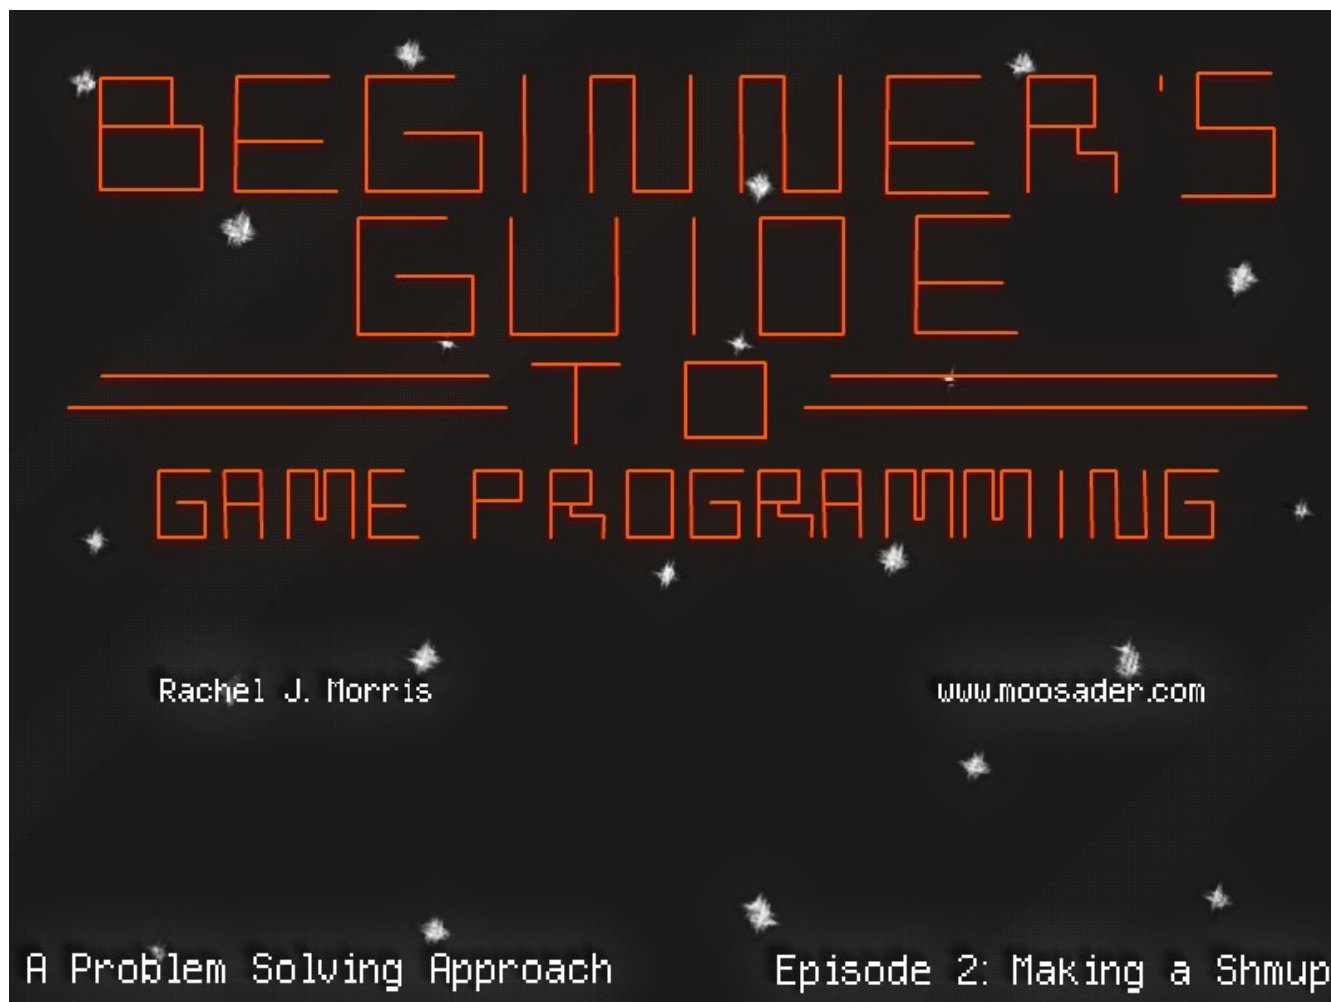 BEGINNER'S
GUIDE
TO
GAME PROGRAMMING
Rachel J. Morris
www.moosader.com
A Problem Solving Approach
Episode 2: Making a Shmup